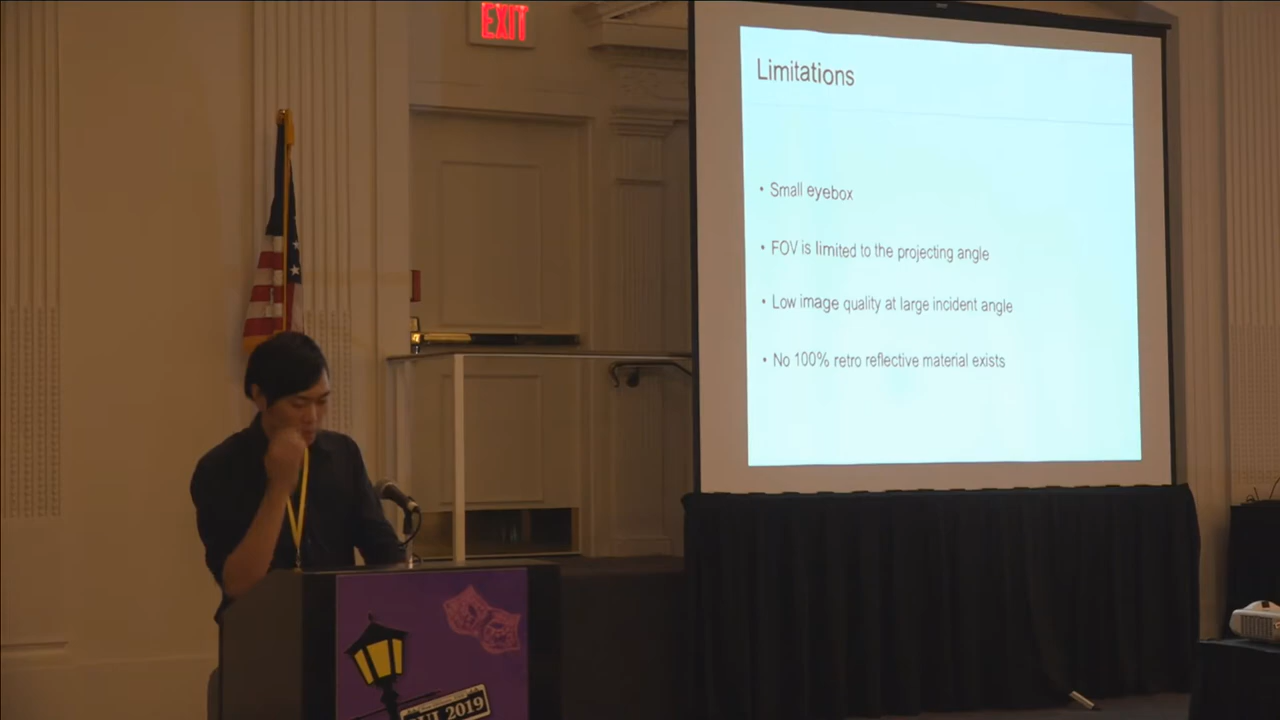 EXIT
Limitations
• Small eyebox
• FOV is limited to the projecting angle
• Low image quality at large incident angle
• No 100% retro reflective material exists
2019